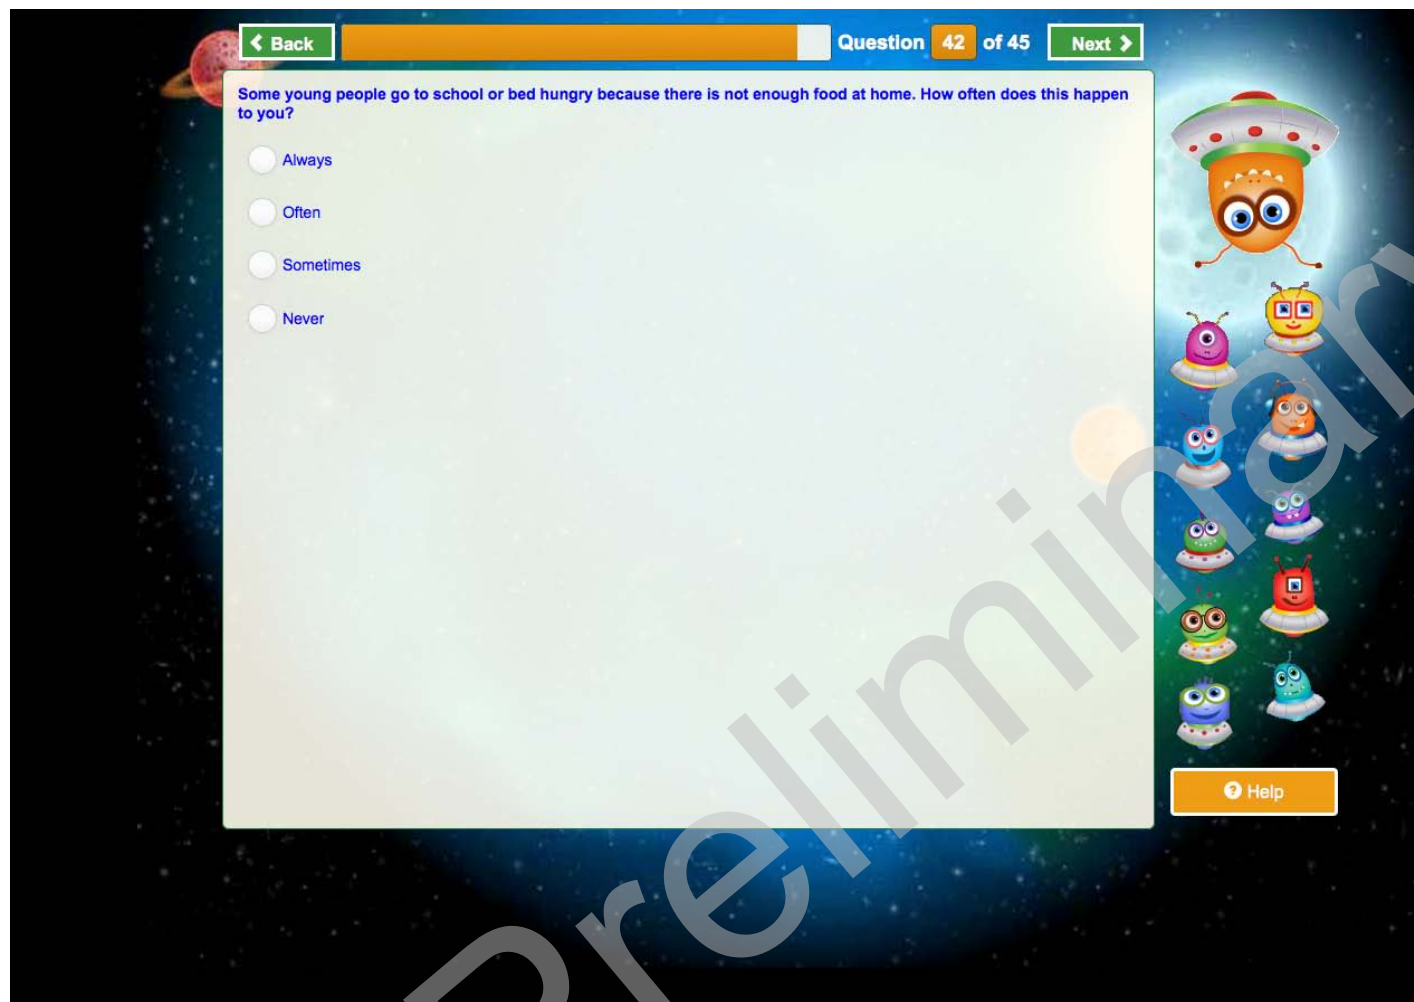 Back
Question 42 of 45
Next
Some young people go to school or bed hungry because there is not enough food at home. How often does this happen
to you?
Always
Often
Sometimes
Never
Help
Preliminary